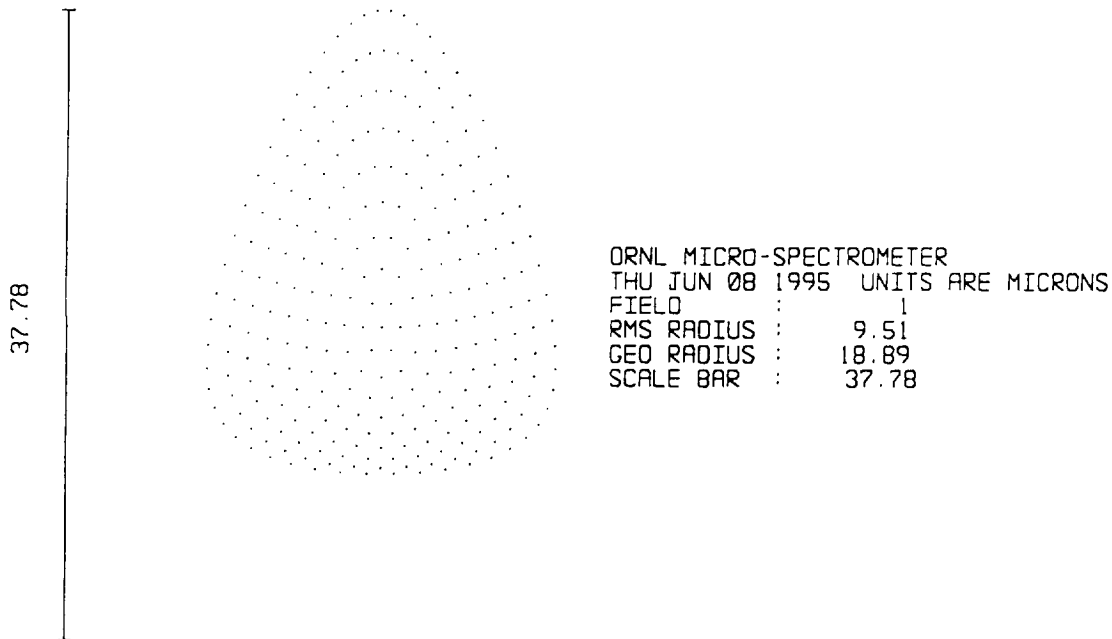 37.78
ORNL MICRO-SPECTROMETER
THU JUN 08 1995 UNITS ARE MICRONS
FIELD : 1
RMS RADIUS : 9.51
GEO RADIUS : 18.89
SCALE BAR : 37.78